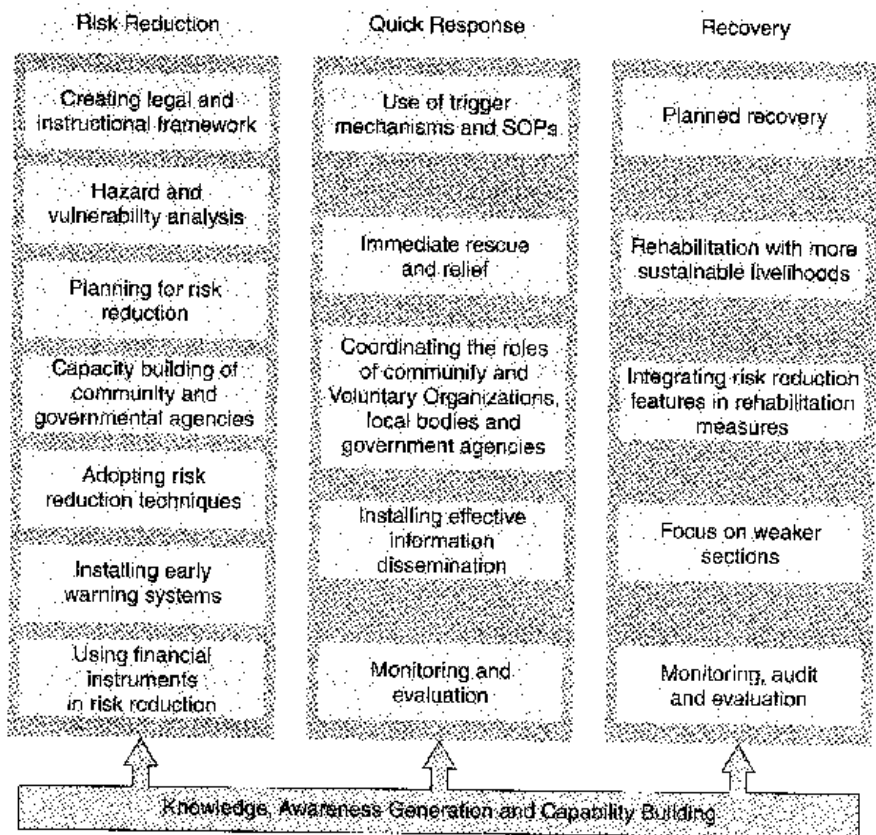 Risk Reduction
Creating legal and
instructional framework
Hazard and
vulnerability analysis
Planning for risk
reduction
Capacity building of
community and
governmental agencies
Adopting risk
reduction techniques
Installing early
warning systems
Using financial
instruments
in risk reduction
Quick Response
Use of trigger
mechanisms and SOPs
Immediate rescue
and relief
Coordinating the roles
of community and
Voluntary Organizations,
local bodies and
government agencies
Installing effective
information
dissemination
Monitoring and
evaluation
Recovery
Planned recovery
Rehabilitation with more
sustainable livelihoods
Integrating risk reduction
features in rehabilitation
measures
Focus on weaker
sections
Monitoring, audit
and evaluation
Knowledge, Awareness Generation and Capability Building